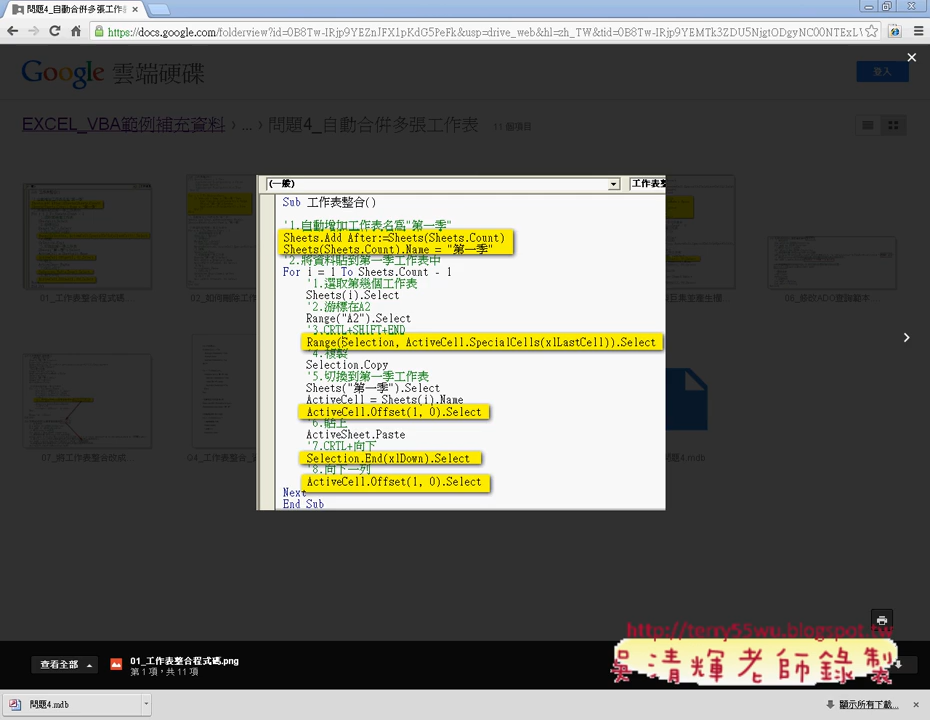 問題4_自動合併多張工作
https://docs.google.com/folderview?id=0B8Tw-IRjp9YEZnJFX1pKdG5PeFk&usp=drive_web&hl=zh_TW&tid=0B8Tw-IRjp9YEMTk3ZDU5NjgtODgyNC00NTExLW
Google 雲端硬碟
登入
EXCEL_VBA範例補充資料 › ... › 問題4_自動合併多張工作表 11 個項目
(一般)
工作表整
Sub 工作表整合()
'1.自動增加工作表名為"第一季"
Sheets.Add After:=Sheets(Sheets.Count)
Sheets(Sheets.Count).Name = "第一季"
'2.將資料貼到第一季工作表中
For i = 1 To Sheets.Count - 1
'1.選取第幾個工作表
Sheets(i).Select
'2.游標在A2
Range("A2").Select
'3.CRTL+SHIFT+END
Range(Selection, ActiveCell.SpecialCells(xlLastCell)).Select
'4.複製
Selection.Copy
'5.切換到第一季工作表
Sheets("第一季").Select
ActiveCell = Sheets(i).Name
ActiveCell.Offset(1, 0).Select
'6.貼上
ActiveSheet.Paste
'7.CRTL+向下
Selection.End(xlDown).Select
'8.向下一列
ActiveCell.Offset(1, 0).Select
Next
End Sub
01_工作表整合程式碼....
02_如何刪除工作
06_修改ADO查詢範本....
07_將工作表合併成
04_工作表整合_
問題4.mdb
http://terry55wu.blogspot.tw
吳清輝老師錄製
查看全部
01_工作表整合程式碼.png
第 1 項，共 11 項
問題4.mdb
顯示所有下載...